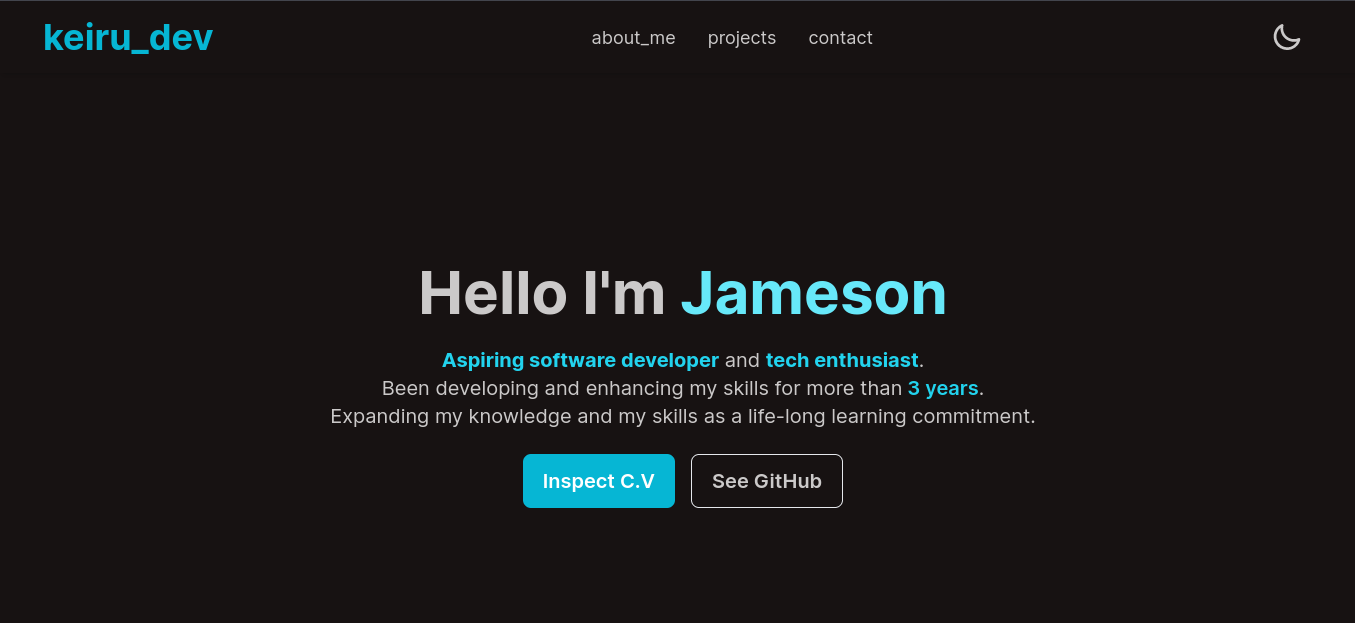 keiru_dev
about_me projects contact
Hello I'm Jameson
Aspiring software developer and tech enthusiast.
Been developing and enhancing my skills for more than 3 years.
Expanding my knowledge and my skills as a life-long learning commitment.
Inspect C.V See GitHub